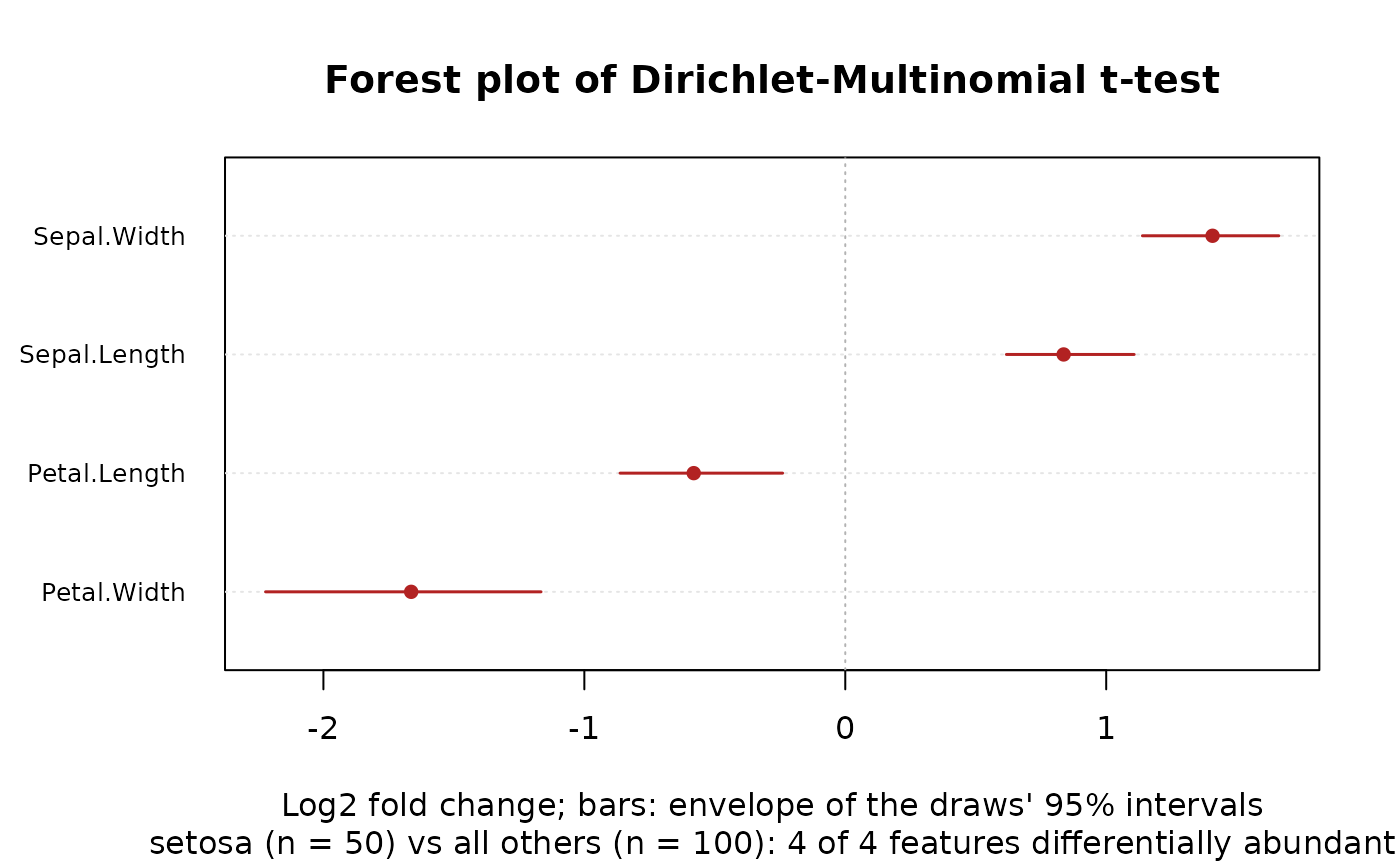 Forest plot of Dirichlet-Multinomial t-test
Sepal.Width
Sepal.Length
Petal.Length
Petal.Width
-2 -1 0 1
Log2 fold change; bars: envelope of the draws' 95% intervals
setosa (n = 50) vs all others (n = 100): 4 of 4 features differentially abundant